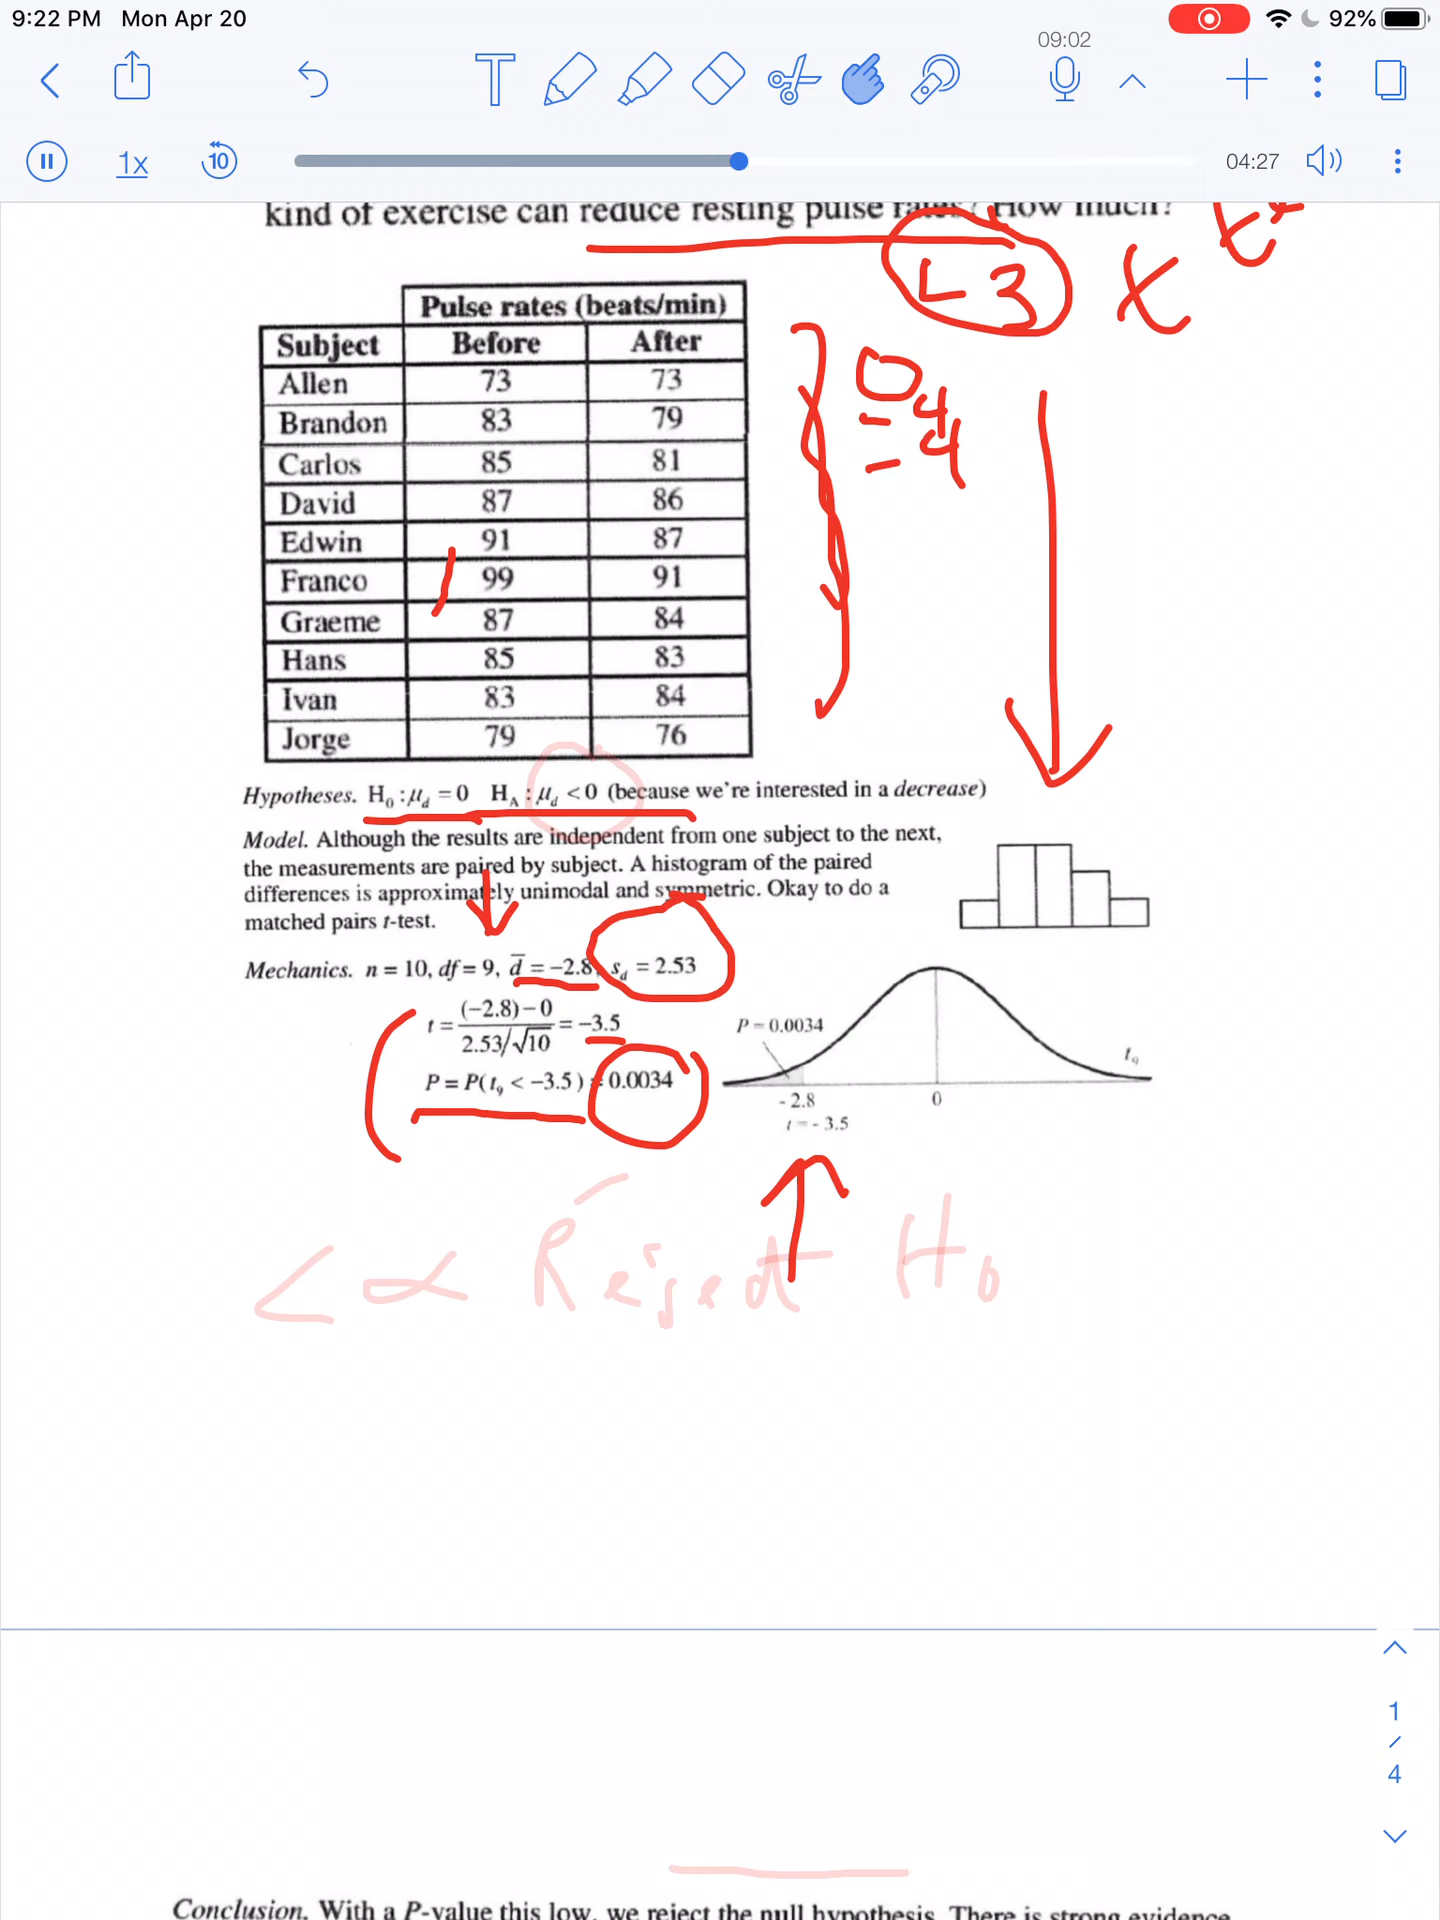 9:22 PM Mon Apr 20
92%
09:02
T
1x
10
04:27
kind of exercise can reduce resting pulse rates? How much?
L3
t
t*
Pulse rates (beats/min)
Subject Before After
Allen 73 73
Brandon 83 79
Carlos 85 81
David 87 86
Edwin 91 87
Franco 99 91
Graeme 87 84
Hans 85 83
Ivan 83 84
Jorge 79 76
0
-4
-4
Hypotheses. H₀ : μ_d = 0 H_A : μ_d < 0 (because we're interested in a decrease)
Model. Although the results are independent from one subject to the next,
the measurements are paired by subject. A histogram of the paired
differences is approximately unimodal and symmetric. Okay to do a
matched pairs t-test.
Mechanics. n = 10, df = 9, d̄ = −2.8, s_d = 2.53
t = (−2.8) − 0 / 2.53/√10 = −3.5
P = P(t₉ < −3.5) = 0.0034
P = 0.0034
t₉
- 2.8
0
t = - 3.5
< α Reject H₀
1
/
4
Conclusion. With a P-value this low, we reject the null hypothesis. There is strong evidence